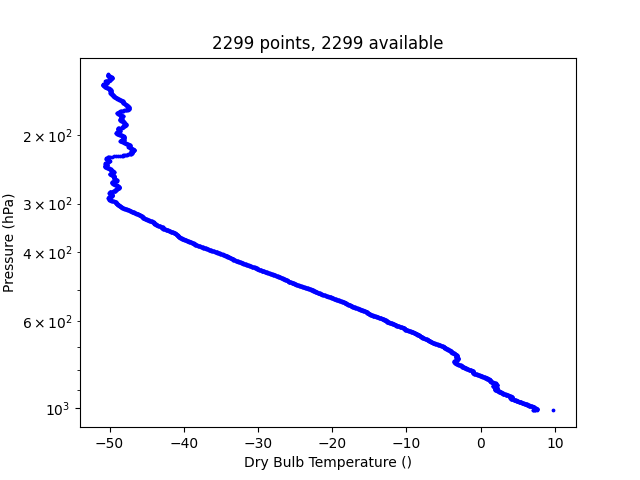 2299 points, 2299 available
Pressure (hPa)
2 × 10²
3 × 10²
4 × 10²
6 × 10²
10³
−50 −40 −30 −20 −10 0 10
Dry Bulb Temperature ()